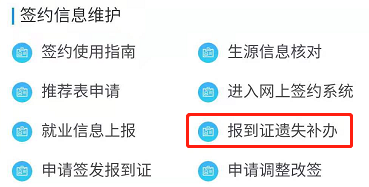 签约信息维护
签约使用指南 生源信息核对
推荐表申请 进入网上签约系统
就业信息上报 报到证遗失补办
申请签发报到证 申请调整改签